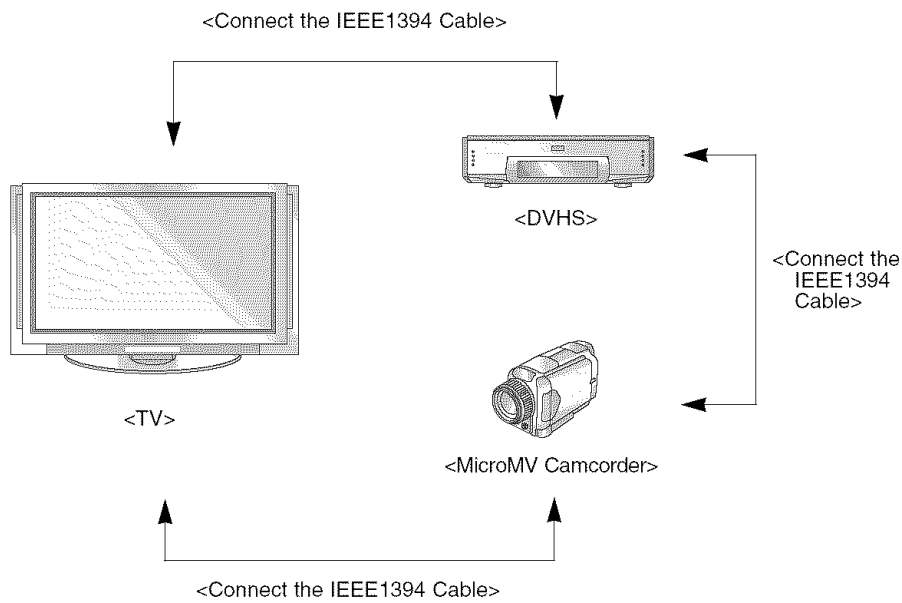 <Connect the IEEE1394 Cable>
<DVHS>
<Connect the
IEEE1394
Cable>
<TV>
<MicroMV Camcorder>
<Connect the IEEE1394 Cable>